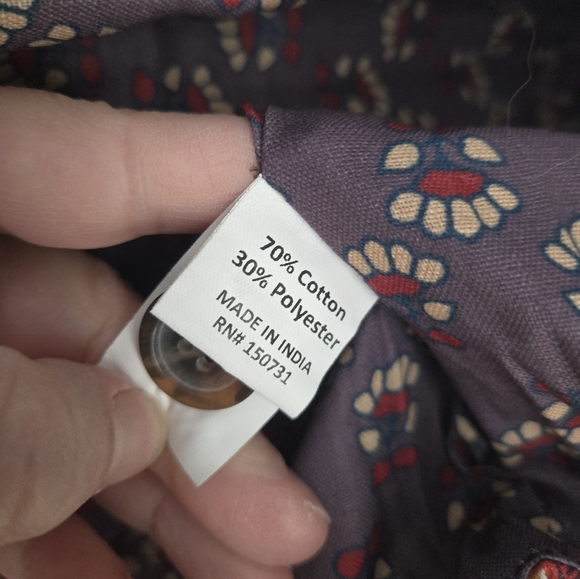 70% Cotton
30% Polyester
MADE IN INDIA
RN# 150731